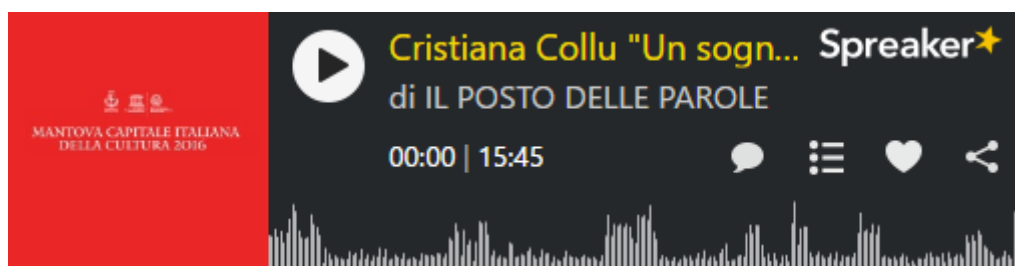 MANTOVA CAPITALE ITALIANA
DELLA CULTURA 2016
Cristiana Collu "Un sogn...
Spreaker
di IL POSTO DELLE PAROLE
00:00 | 15:45